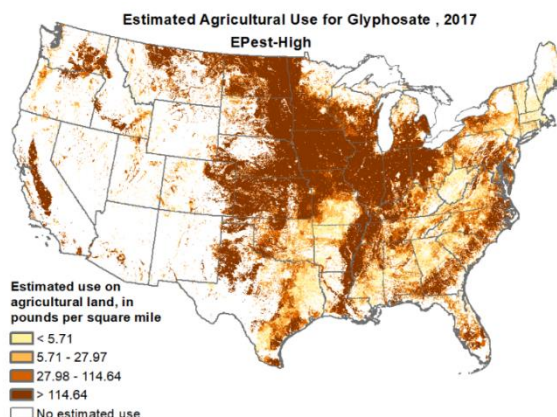 Estimated Agricultural Use for Glyphosate , 2017
EPest-High
Estimated use on
agricultural land, in
pounds per square mile
< 5.71
5.71 - 27.97
27.98 - 114.64
> 114.64
No estimated use